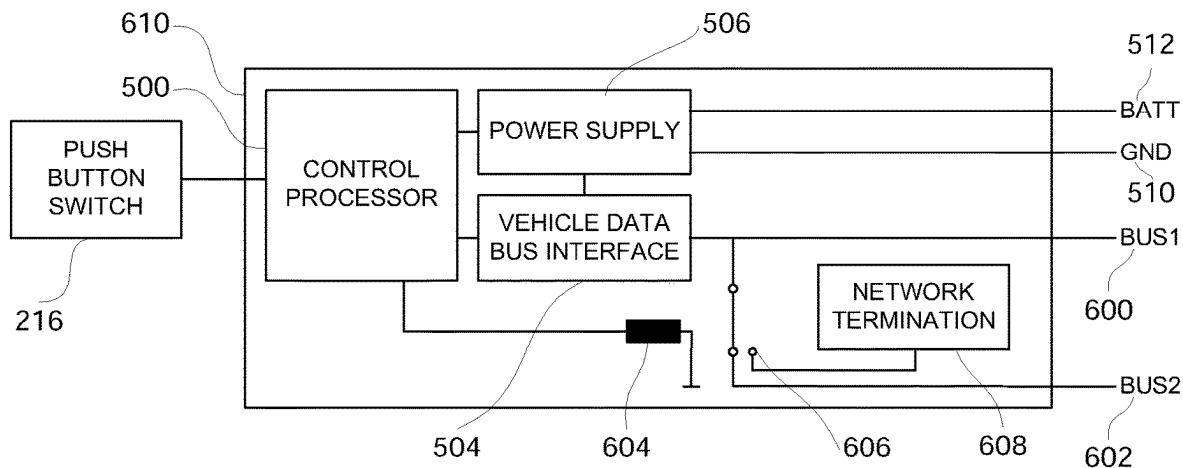 610
500
506
512
BATT
POWER SUPPLY
PUSH
BUTTON
SWITCH
CONTROL
PROCESSOR
GND
510
VEHICLE DATA
BUS INTERFACE
BUS1
600
NETWORK
TERMINATION
216
BUS2
504
604
606
608
602